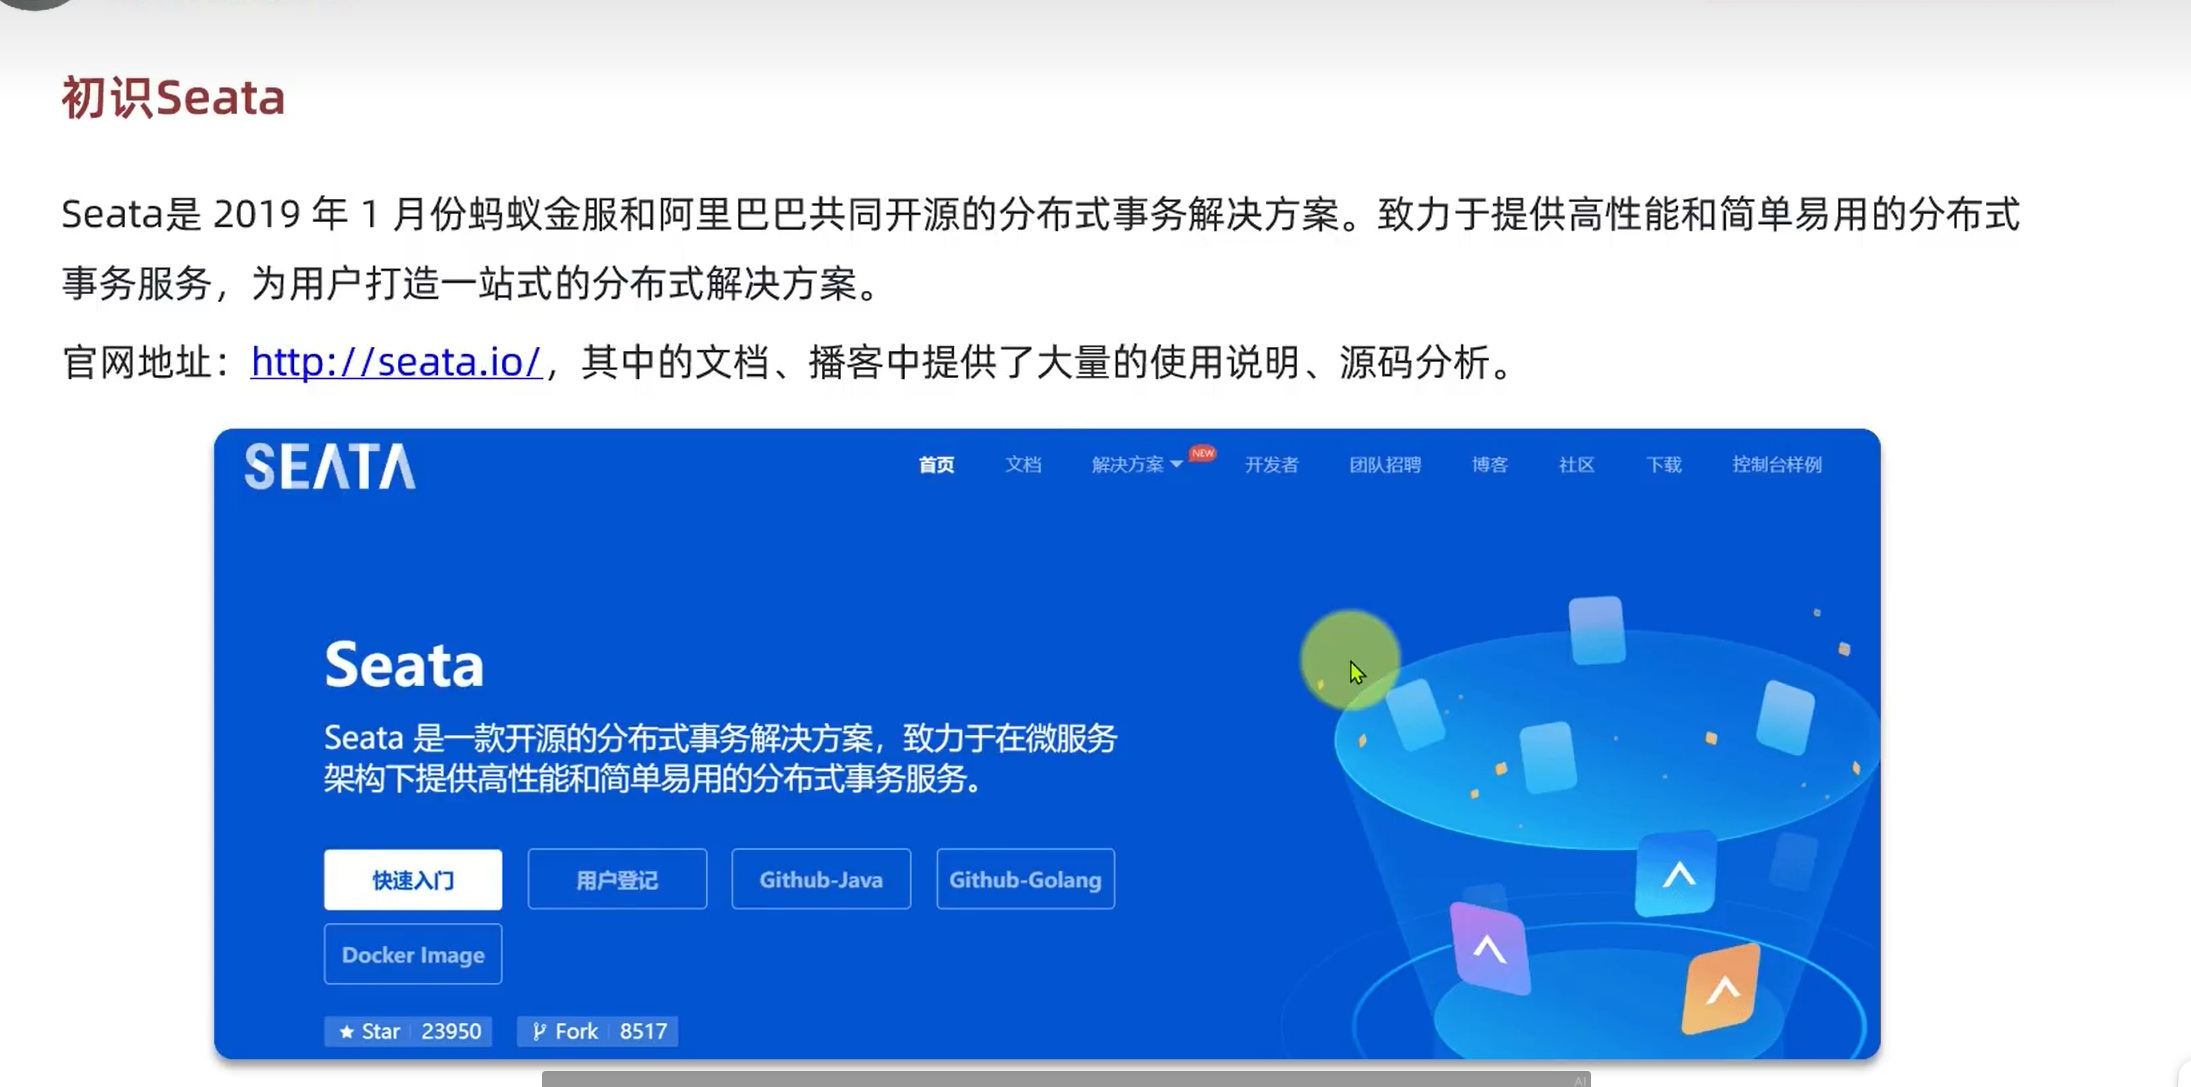 初识Seata
Seata是 2019 年 1 月份蚂蚁金服和阿里巴巴共同开源的分布式事务解决方案。致力于提供高性能和简单易用的分布式
事务服务，为用户打造一站式的分布式解决方案。
官网地址：http://seata.io/，其中的文档、播客中提供了大量的使用说明、源码分析。
SEATA 首页 文档 解决方案 NEW 开发者 团队招聘 博客 社区 下载 控制台样例
Seata
Seata 是一款开源的分布式事务解决方案，致力于在微服务
架构下提供高性能和简单易用的分布式事务服务。
快速入门 用户登记 Github-Java Github-Golang
Docker Image
Star 23950 Fork 8517
AI